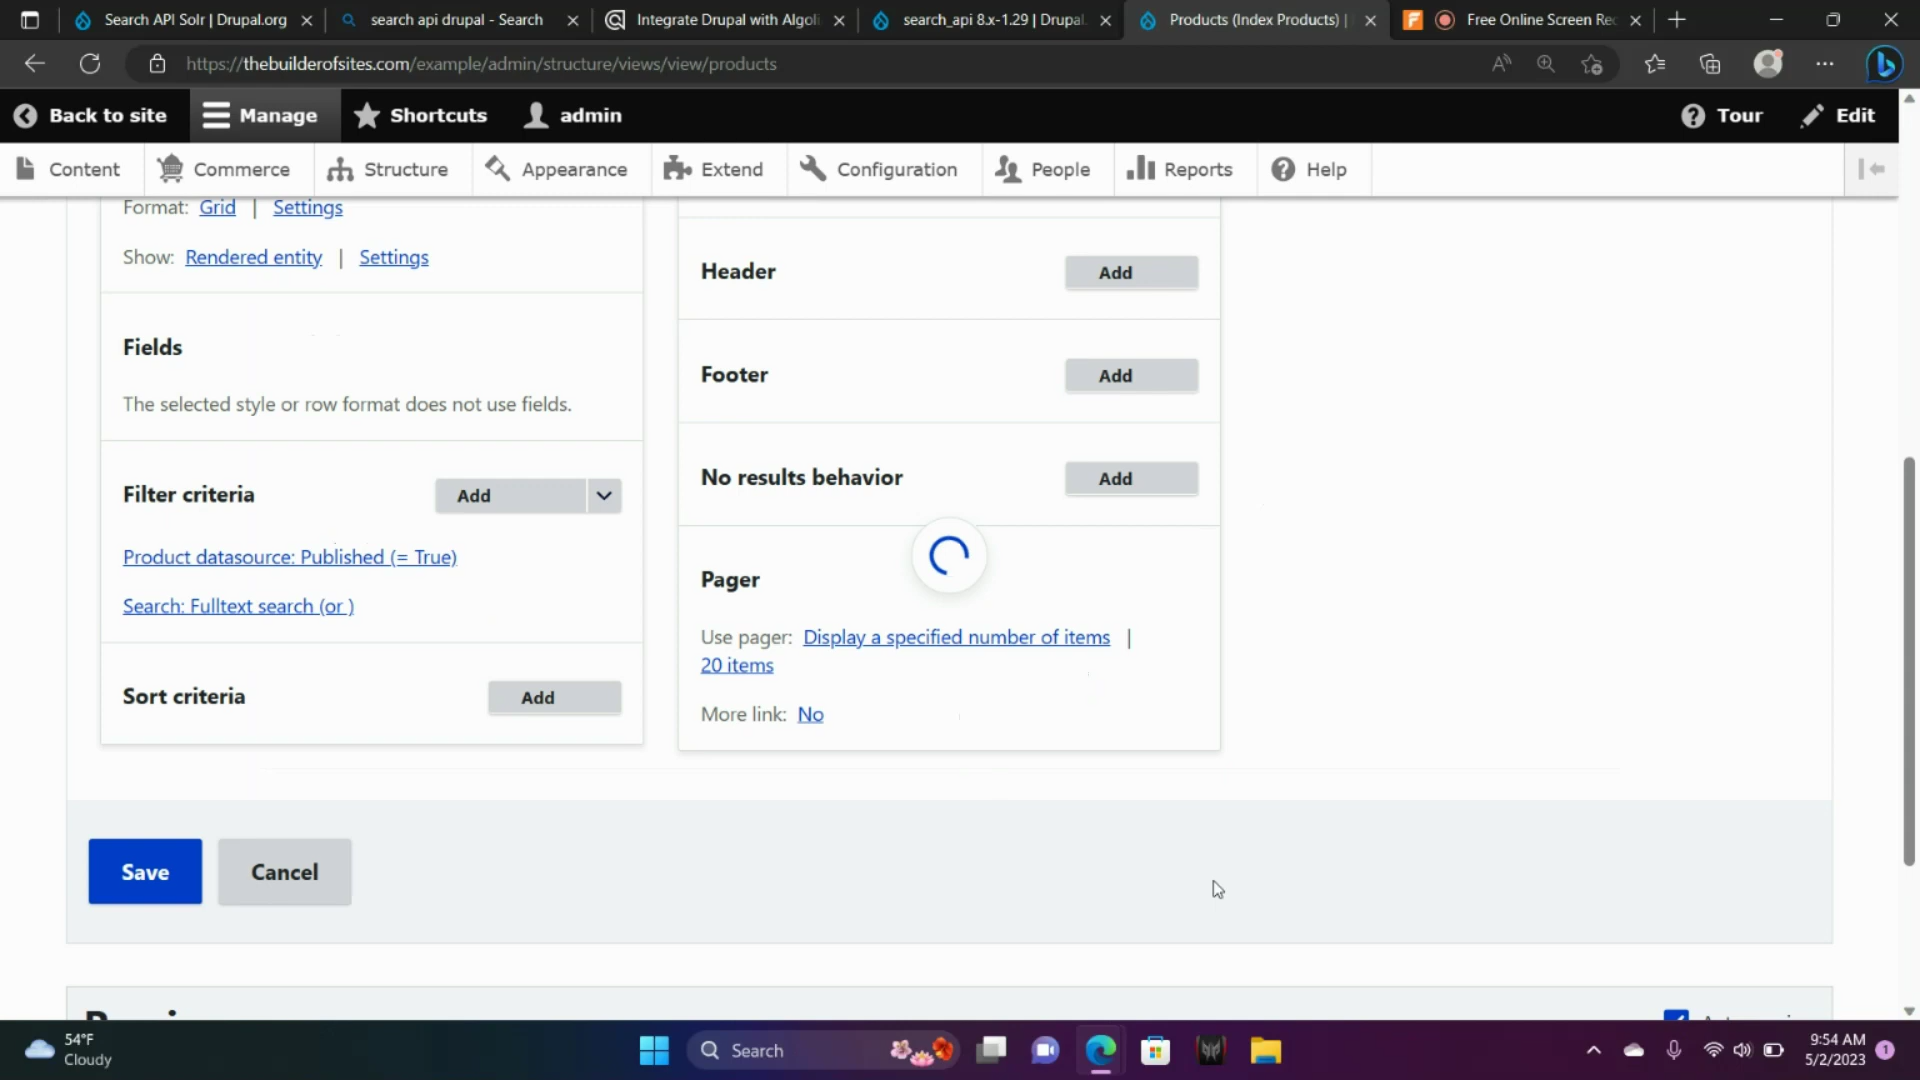 Search API Solr | Drupal.org
search api drupal - Search
Integrate Drupal with Algoli
search_api 8.x-1.29 | Drupal.
Products (Index Products) |
Free Online Screen Rec
https://thebuilderofsites.com/example/admin/structure/views/view/products
Back to site
Manage
Shortcuts
admin
Tour
Edit
Content
Commerce
Structure
Appearance
Extend
Configuration
People
Reports
Help
Format: Grid | Settings
Show: Rendered entity | Settings
Fields
The selected style or row format does not use fields.
Filter criteria
Add
Product datasource: Published (= True)
Search: Fulltext search (or )
Sort criteria
Add
Header
Add
Footer
Add
No results behavior
Add
Pager
Use pager: Display a specified number of items |
20 items
More link: No
Save
Cancel
54°F
Cloudy
Search
9:54 AM
5/2/2023
1